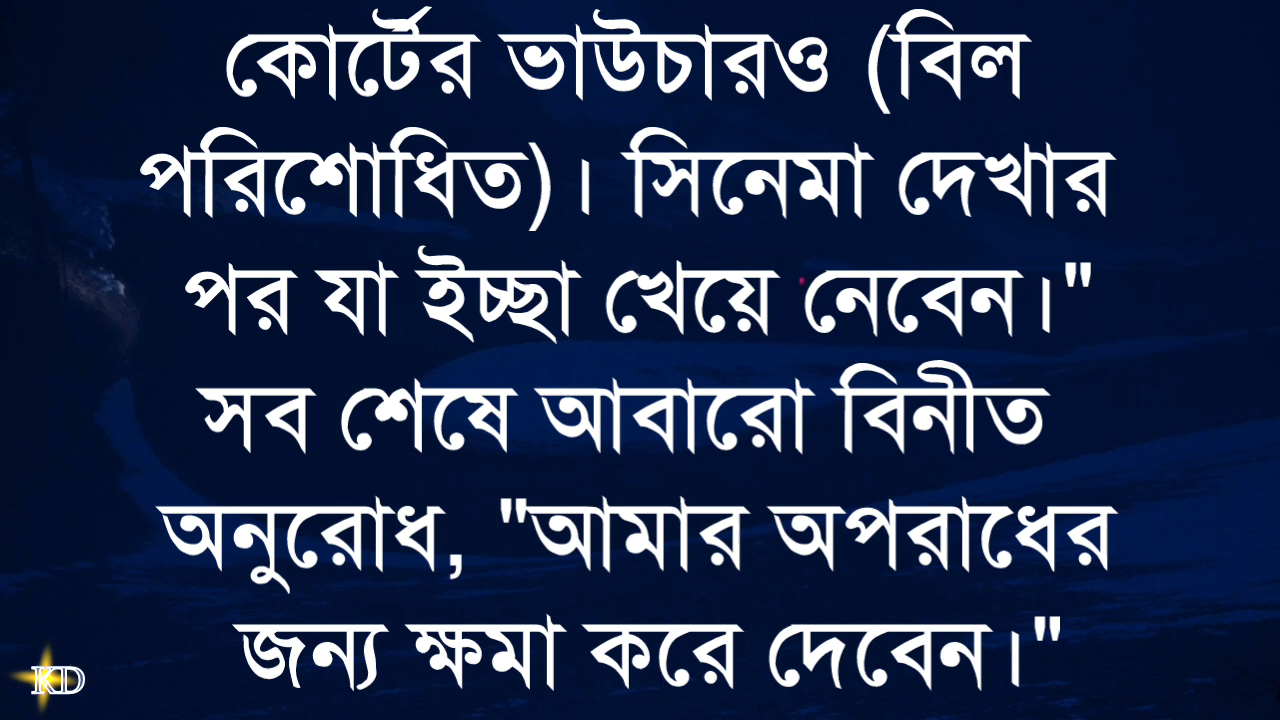 কোর্টের ভাউচারও (বিল
পরিশোধিত)। সিনেমা দেখার
পর যা ইচ্ছা খেয়ে নেবেন।"
সব শেষে আবারো বিনীত
অনুরোধ, "আমার অপরাধের
জন্য ক্ষমা করে দেবেন।"
KD